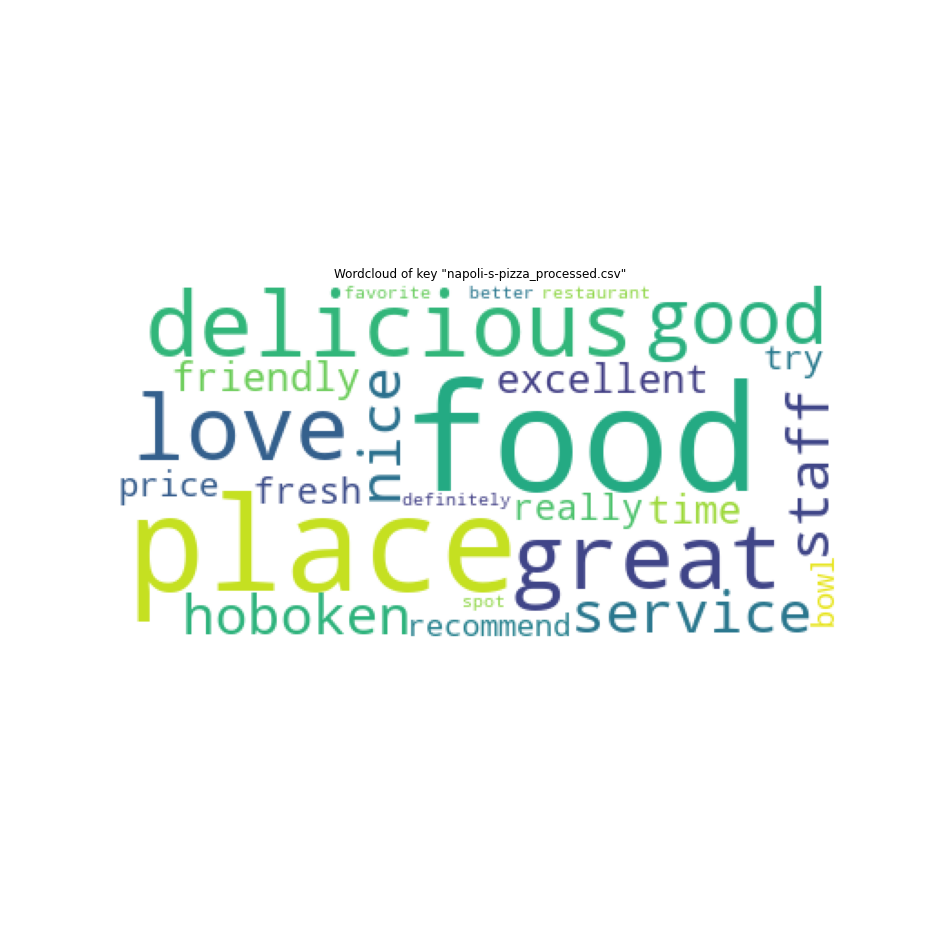 Wordcloud of key "napoli-s-pizza_processed.csv"
favorite better restaurant
delicious good
try
friendly nice excellent
love food staff
price fresh definitely
really time
place great
bowl
spot
hoboken recommend service